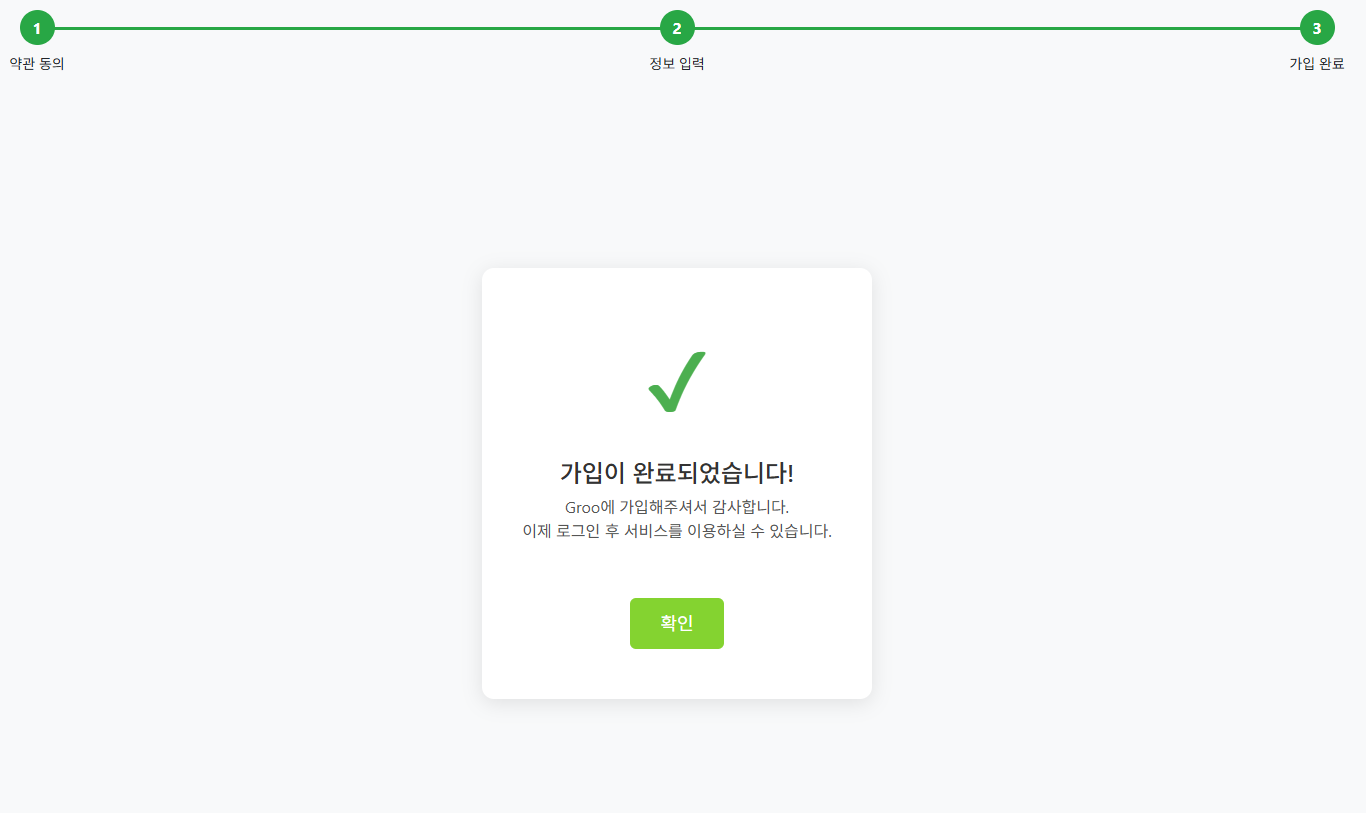 1
2
3
약관 동의
정보 입력
가입 완료
가입이 완료되었습니다!
Groo에 가입해주셔서 감사합니다.
이제 로그인 후 서비스를 이용하실 수 있습니다.
확인